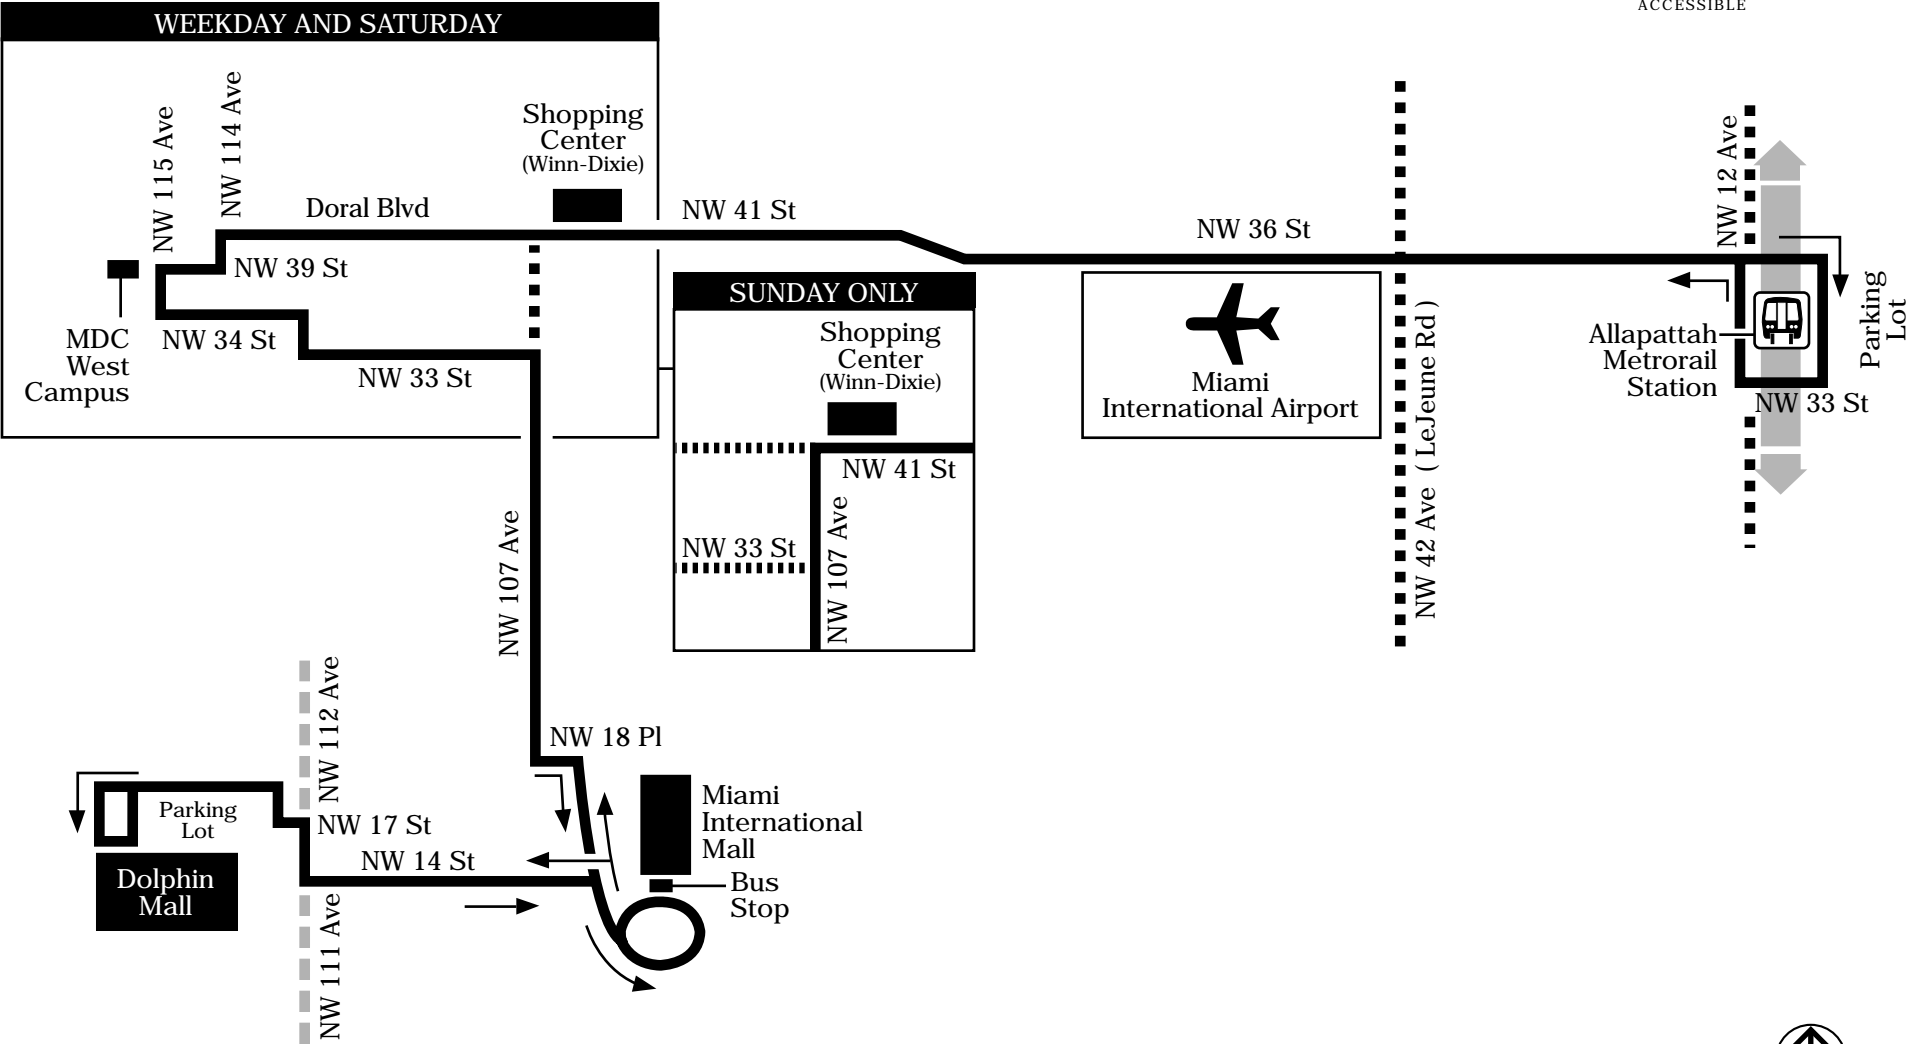 ACCESSIBLE
WEEKDAY AND SATURDAY
NW 115 Ave
NW 114 Ave
Shopping
Center
(Winn-Dixie)
Doral Blvd
NW 41 St
NW 36 St
NW 12 Ave
NW 39 St
MDC
West
Campus
NW 34 St
NW 33 St
SUNDAY ONLY
Shopping
Center
(Winn-Dixie)
NW 41 St
NW 33 St
NW 107 Ave
Miami
International Airport
NW 42 Ave ( LeJeune Rd )
Allapattah
Metrorail
Station
Parking
Lot
NW 33 St
NW 107 Ave
NW 112 Ave
NW 18 Pl
Parking
Lot
NW 17 St
NW 14 St
Miami
International
Mall
Bus
Stop
Dolphin
Mall
NW 111 Ave